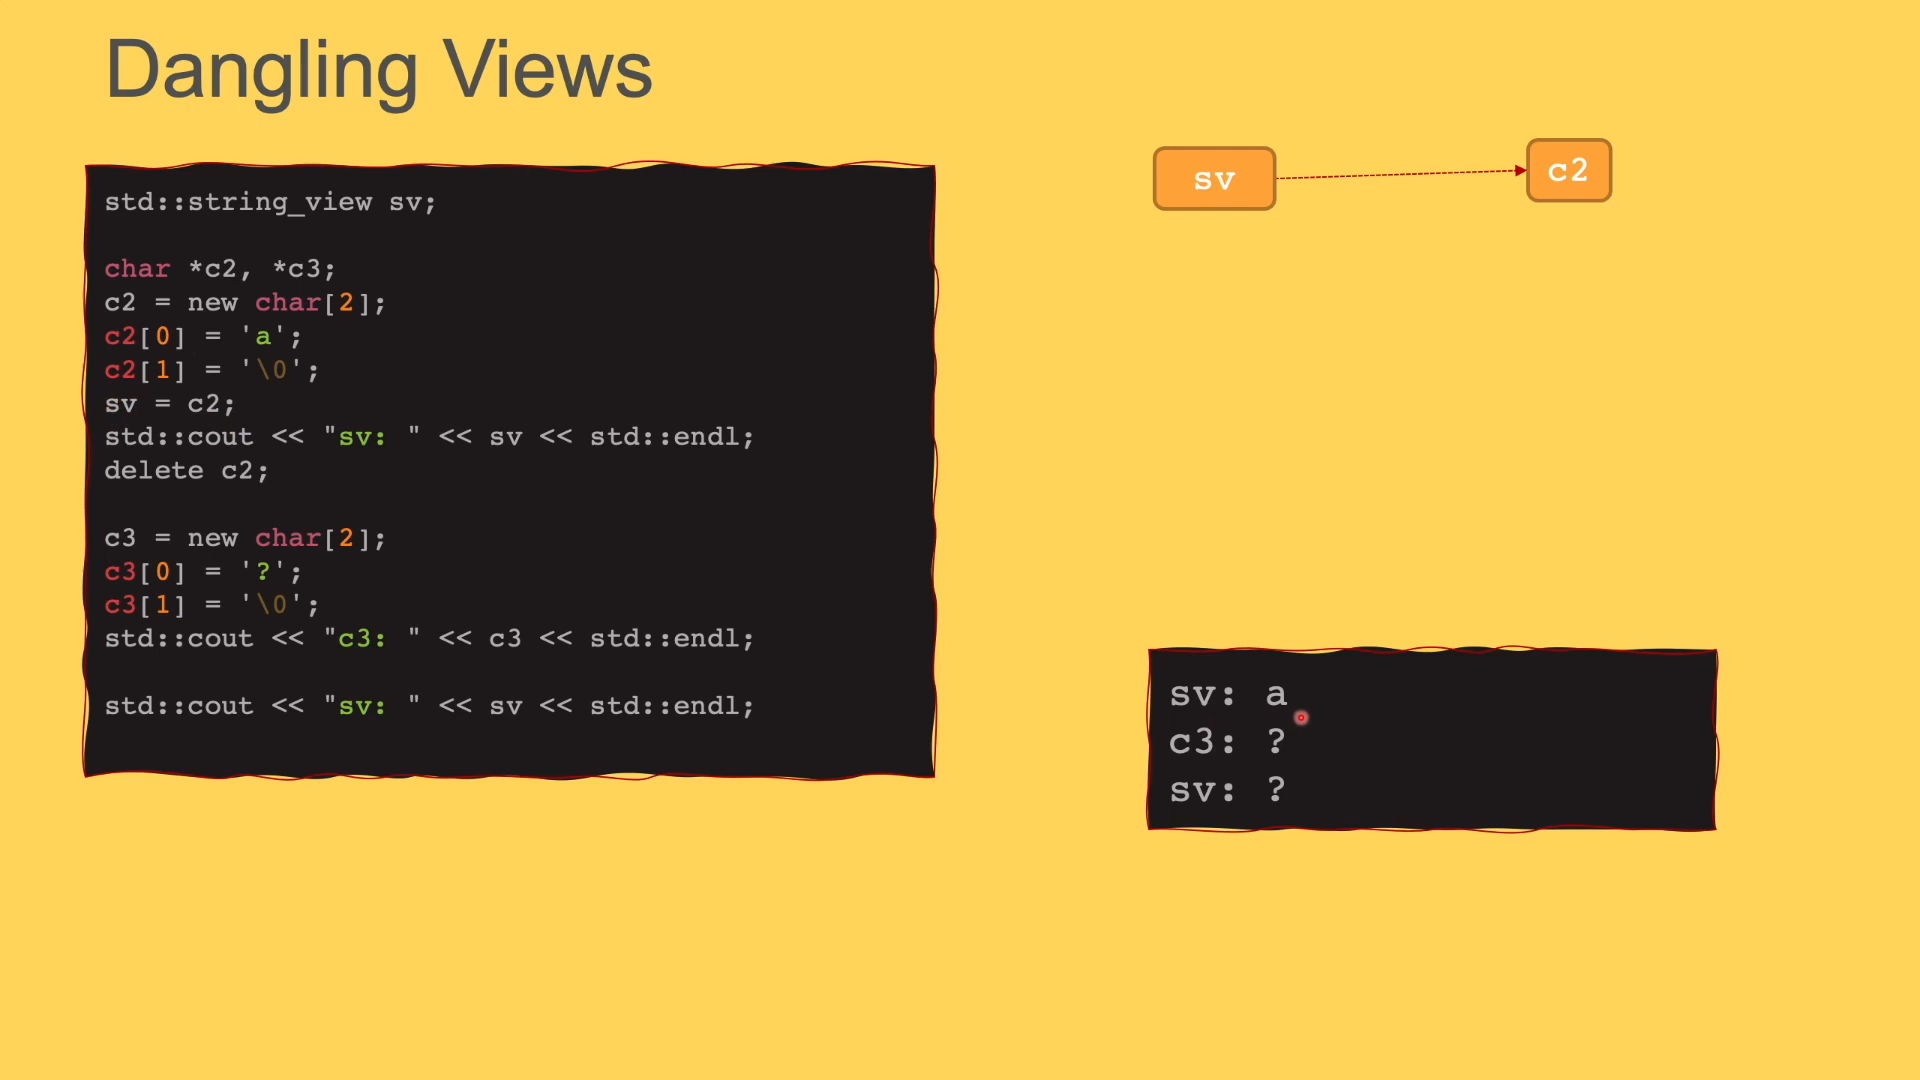 Dangling Views
std::string_view sv;
char *c2, *c3;
c2 = new char[2];
c2[0] = 'a';
c2[1] = '\0';
sv = c2;
std::cout << "sv: " << sv << std::endl;
delete c2;
c3 = new char[2];
c3[0] = '?';
c3[1] = '\0';
std::cout << "c3: " << c3 << std::endl;
std::cout << "sv: " << sv << std::endl;
sv
c2
sv: a
c3: ?
sv: ?